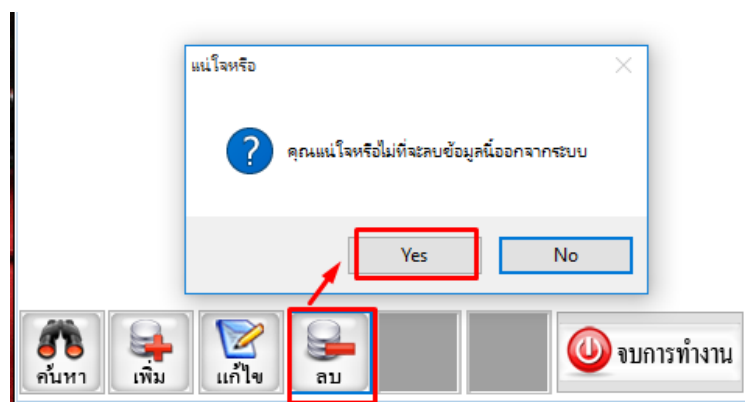 แน่ใจหรือ
คุณแน่ใจหรือไม่ที่จะลบข้อมูลนี้ออกจากระบบ
Yes No
ค้นหา เพิ่ม แก้ไข ลบ จบการทำงาน